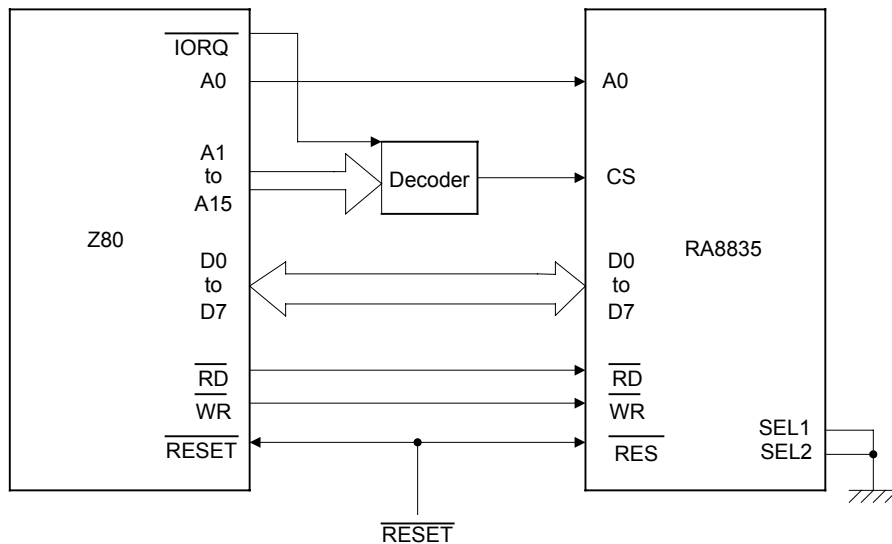 IORQ
A0
A1
to
A15
Z80
D0
to
D7
RD
WR
RESET
Decoder
A0
CS
RA8835
D0
to
D7
RD
WR
RES
SEL1
SEL2
RESET